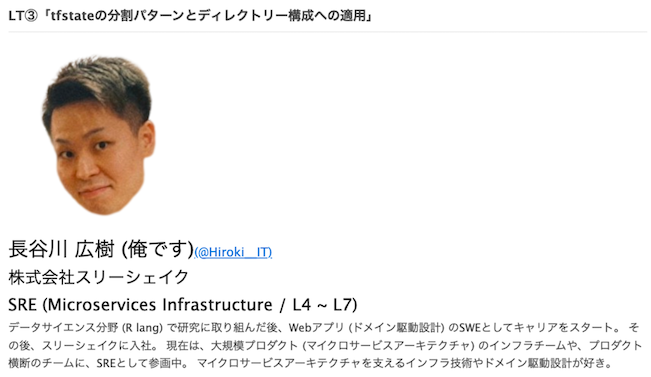 LT③「tfstateの分割パターンとディレクトリー構成への適用」
長谷川 広樹 (俺です)(@Hiroki__IT)
株式会社スリーシェイク
SRE (Microservices Infrastructure / L4 ~ L7)
データサイエンス分野 (R lang) で研究に取り組んだ後、Webアプリ (ドメイン駆動設計) のSWEとしてキャリアをスタート。 そ
の後、スリーシェイクに入社。 現在は、大規模プロダクト (マイクロサービスアーキテクチャ) のインフラチームや、プロダクト
横断のチームに、SREとして参画中。 マイクロサービスアーキテクチャを支えるインフラ技術やドメイン駆動設計が好き。